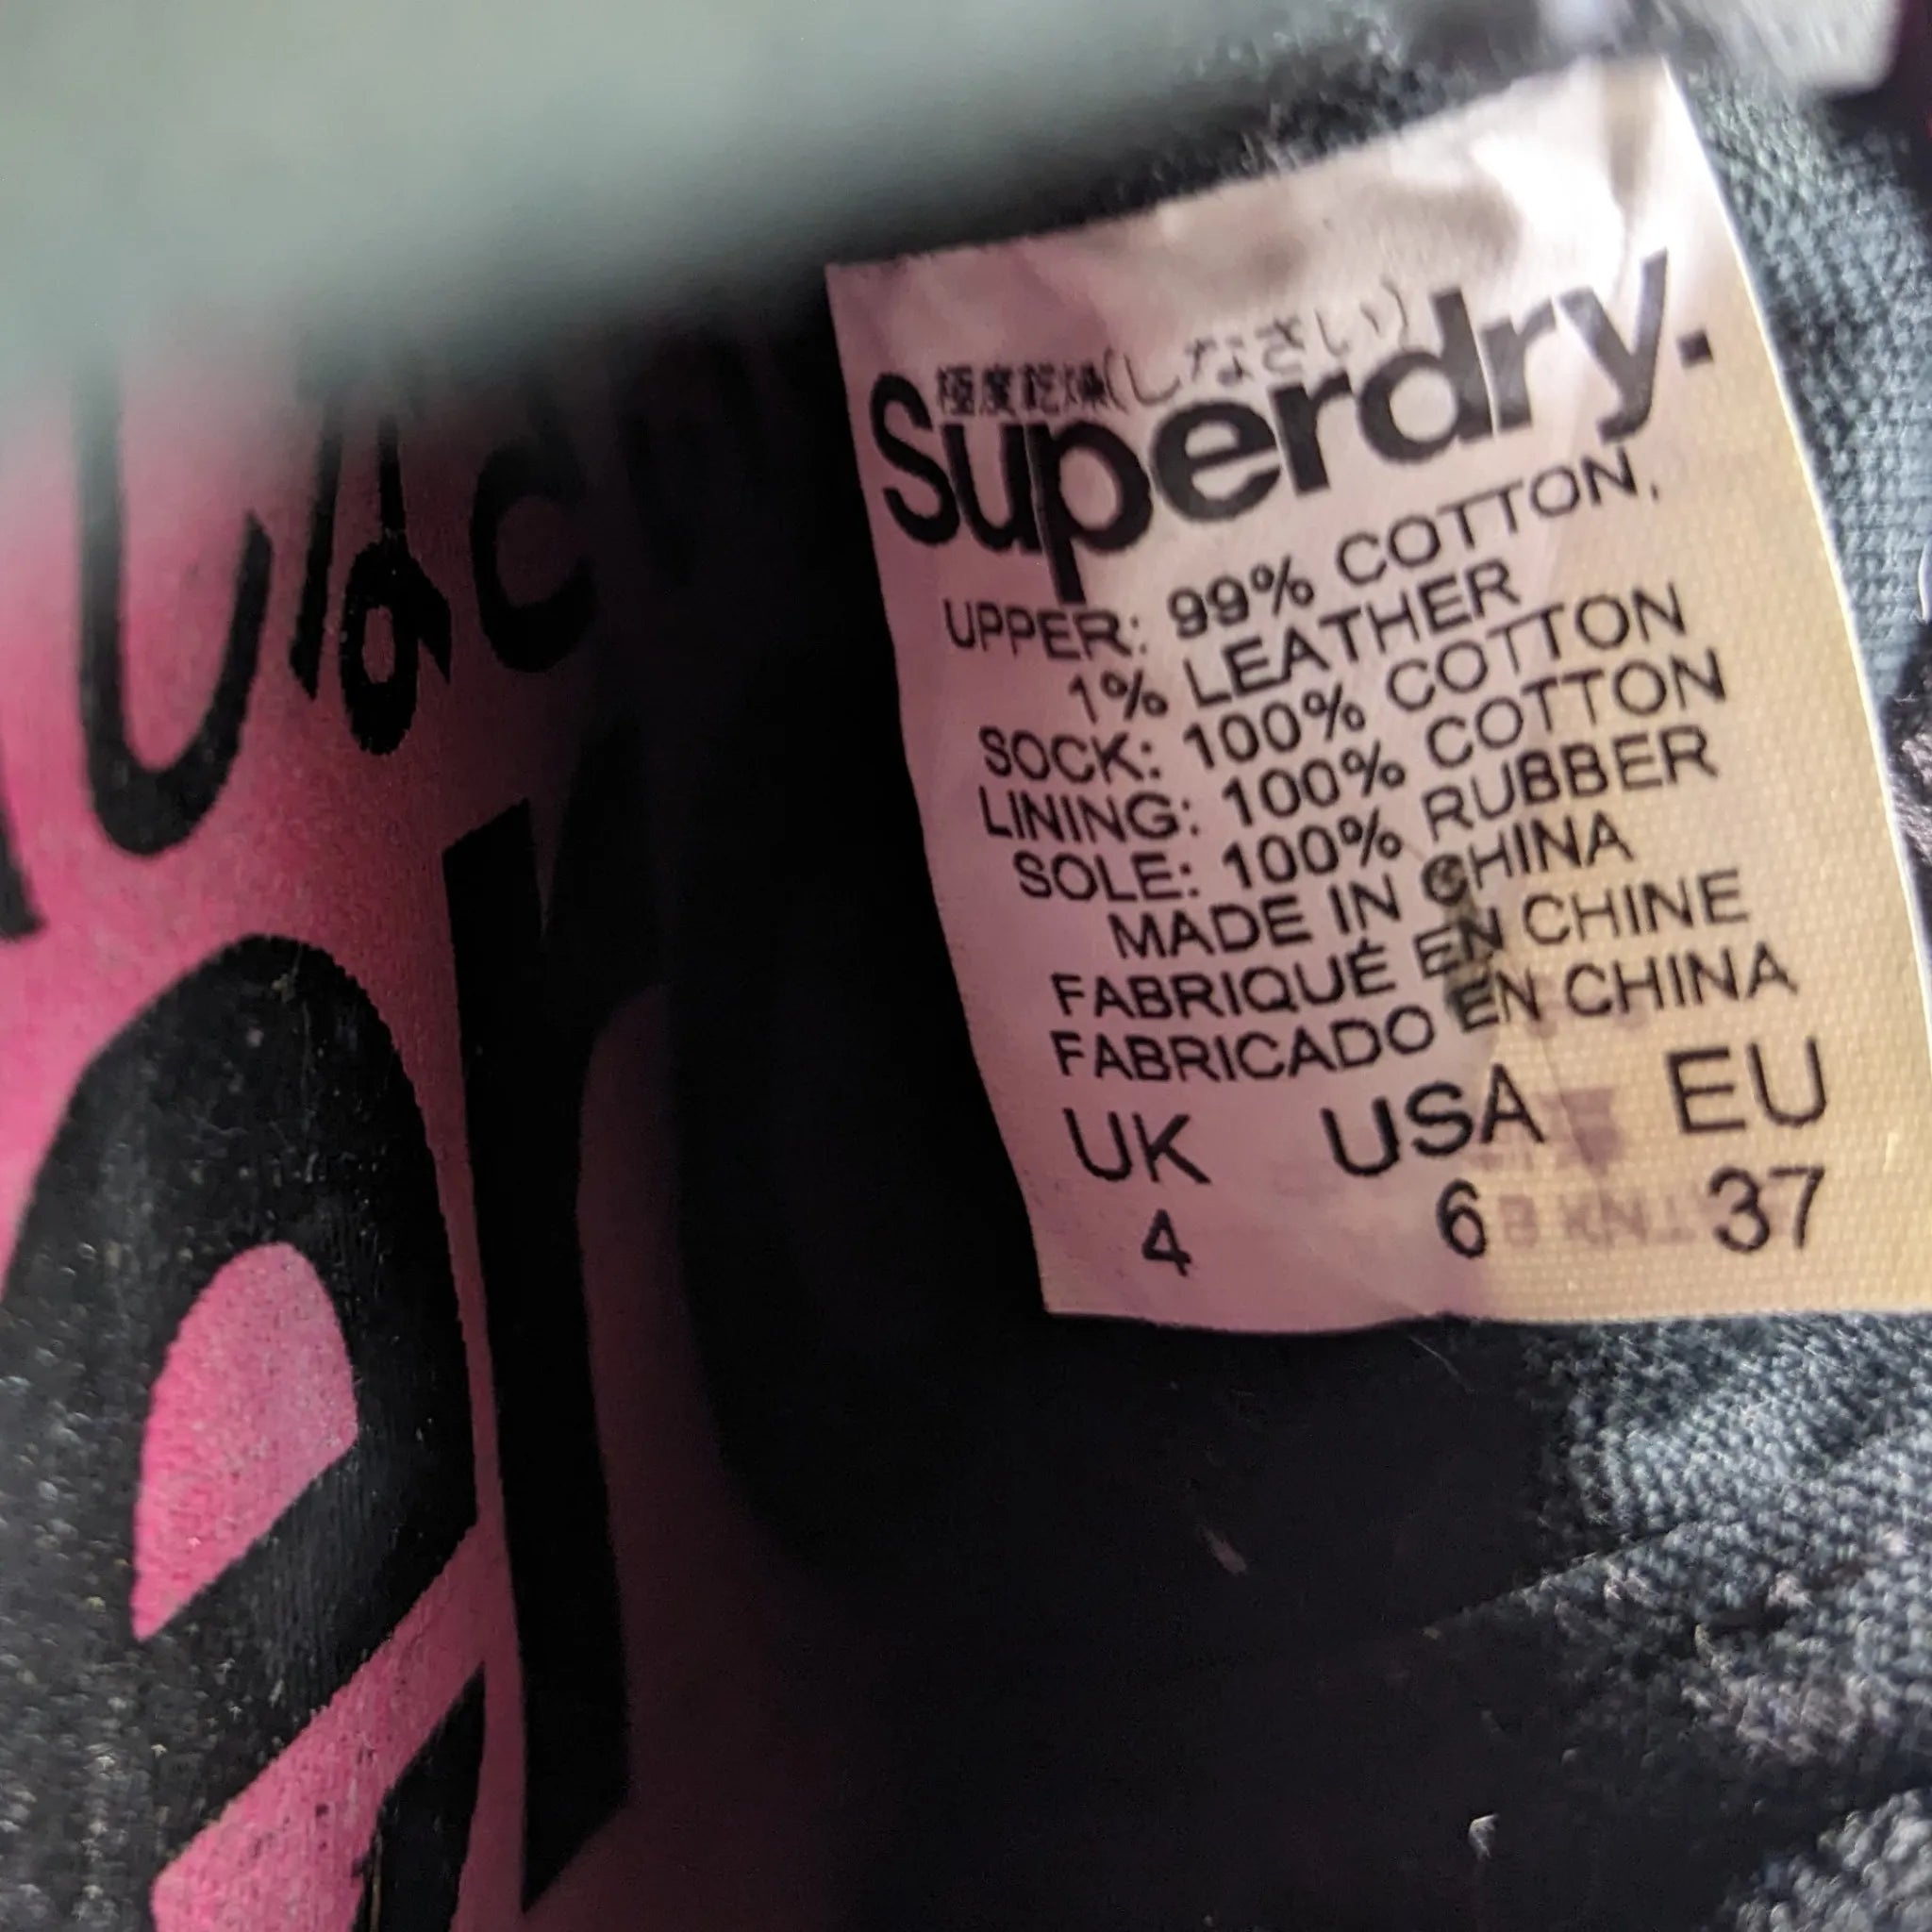 極度乾燥(しなさい)
Superdry.
UPPER: 99% COTTON,
1% LEATHER
SOCK: 100% COTTON
LINING: 100% COTTON
SOLE: 100% RUBBER
MADE IN CHINA
FABRIQUÉ EN CHINE
FABRICADO EN CHINA
UK USA EU
4 6 37